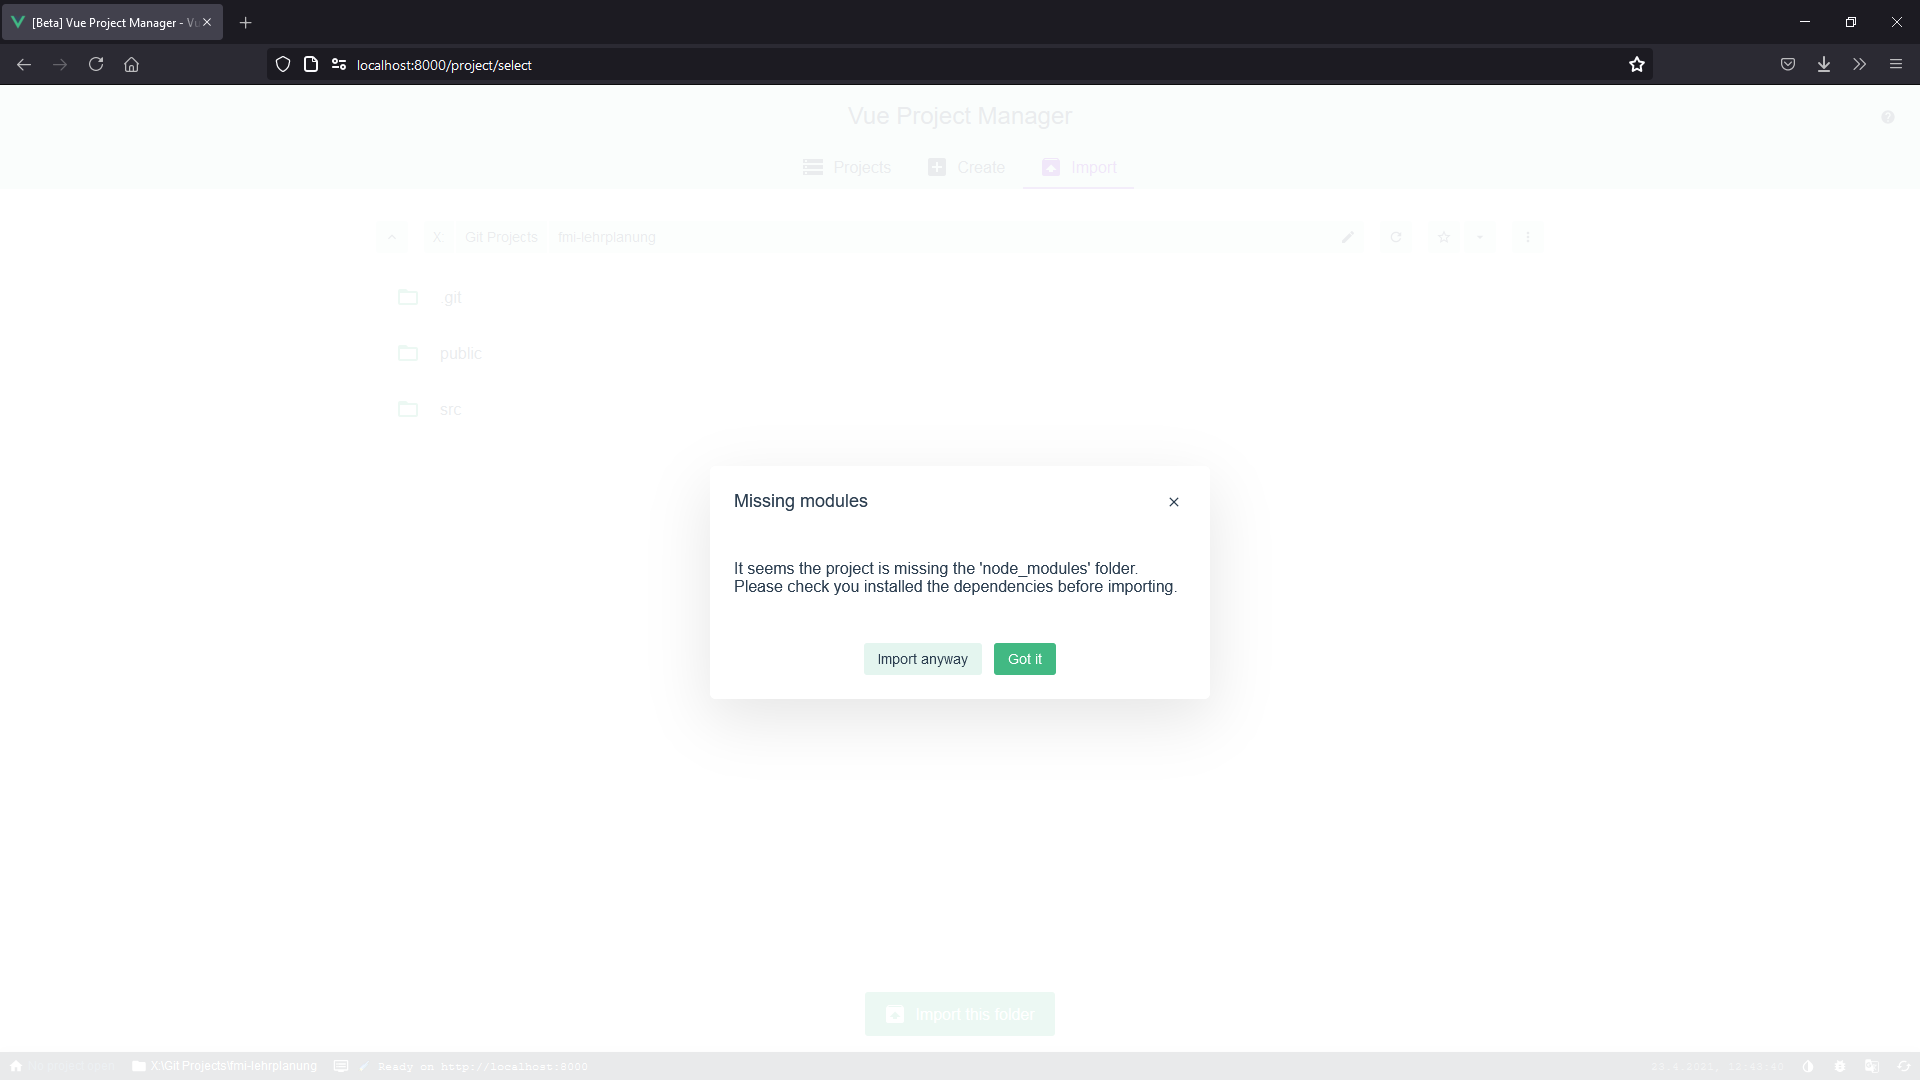 [Beta] Vue Project Manager - Vu
localhost:8000/project/select
Vue Project Manager
Projects
Create
Import
X:
Git Projects
fmi-lehrplanung
.git
public
src
Missing modules
It seems the project is missing the 'node_modules' folder.
Please check you installed the dependencies before importing.
Import anyway
Got it
Import this folder
X:\Git Projects\fmi-lehrplanung
Ready on http://localhost:8000